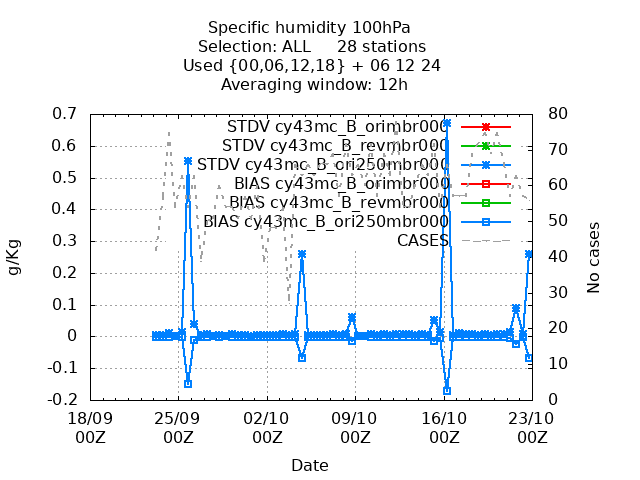 Specific humidity 100hPa
Selection: ALL 28 stations
Used {00,06,12,18} + 06 12 24
Averaging window: 12h
0.7
0.6
0.5
0.4
0.3
0.2
0.1
0
-0.1
-0.2
g/Kg
80
70
60
50
40
30
20
10
0
No cases
STDV cy43mc_B_orimbr000
STDV cy43mc_B_revmbr000
STDV cy43mc_B_ori250mbr000
BIAS cy43mc_B_orimbr000
BIAS cy43mc_B_revmbr000
BIAS cy43mc_B_ori250mbr000
CASES
18/09 25/09 02/10 09/10 16/10 23/10
00Z 00Z 00Z 00Z 00Z 00Z
Date